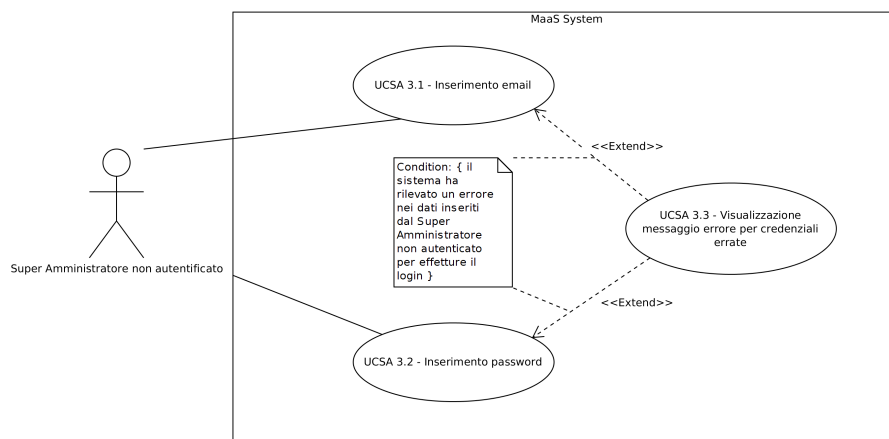 MaaS System
UCSA 3.1 - Inserimento email
<<Extend>>
Condition: { il
sistema ha
rilevato un errore
nei dati inseriti
dal Super
Amministratore
non autenticato
per effetture il
login }
UCSA 3.3 - Visualizzazione
messaggio errore per credenziali
errate
Super Amministratore non autentificato
<<Extend>>
UCSA 3.2 - Inserimento password